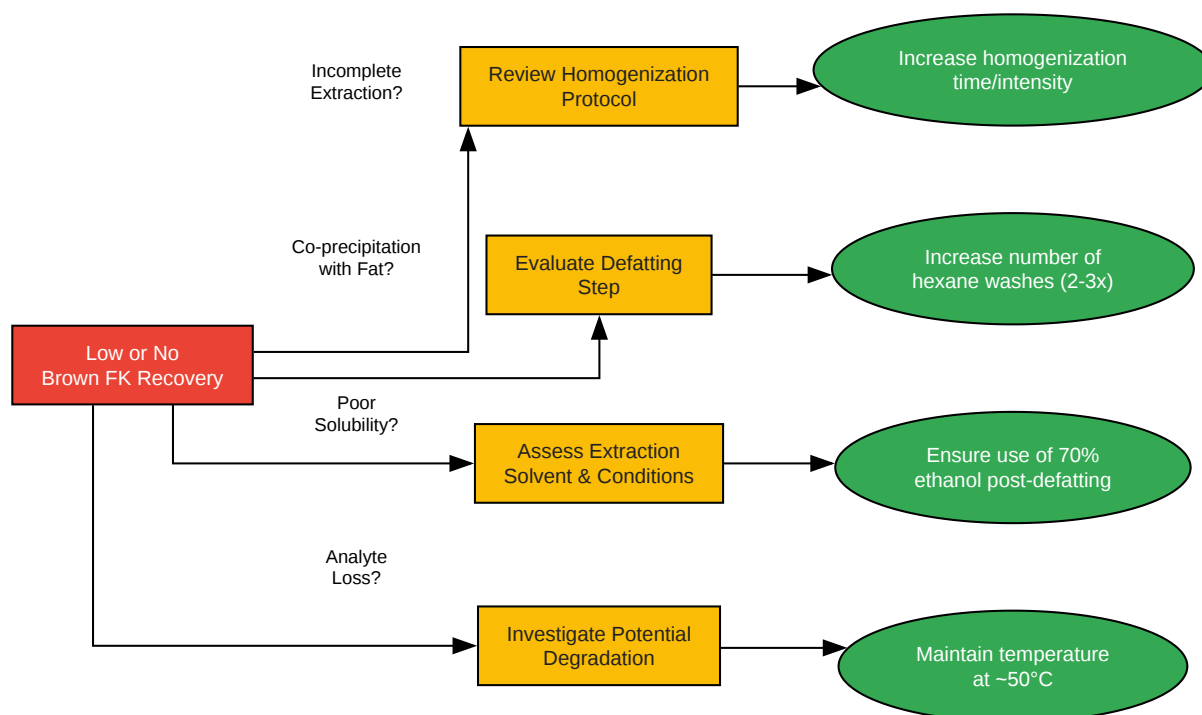 Incomplete
Extraction?
Review Homogenization
Protocol
Increase homogenization
time/intensity
Co-precipitation
with Fat?
Evaluate Defatting
Step
Increase number of
hexane washes (2-3x)
Low or No
Brown FK Recovery
Poor
Solubility?
Assess Extraction
Solvent & Conditions
Ensure use of 70%
ethanol post-defatting
Analyte
Loss?
Investigate Potential
Degradation
Maintain temperature
at ~50°C